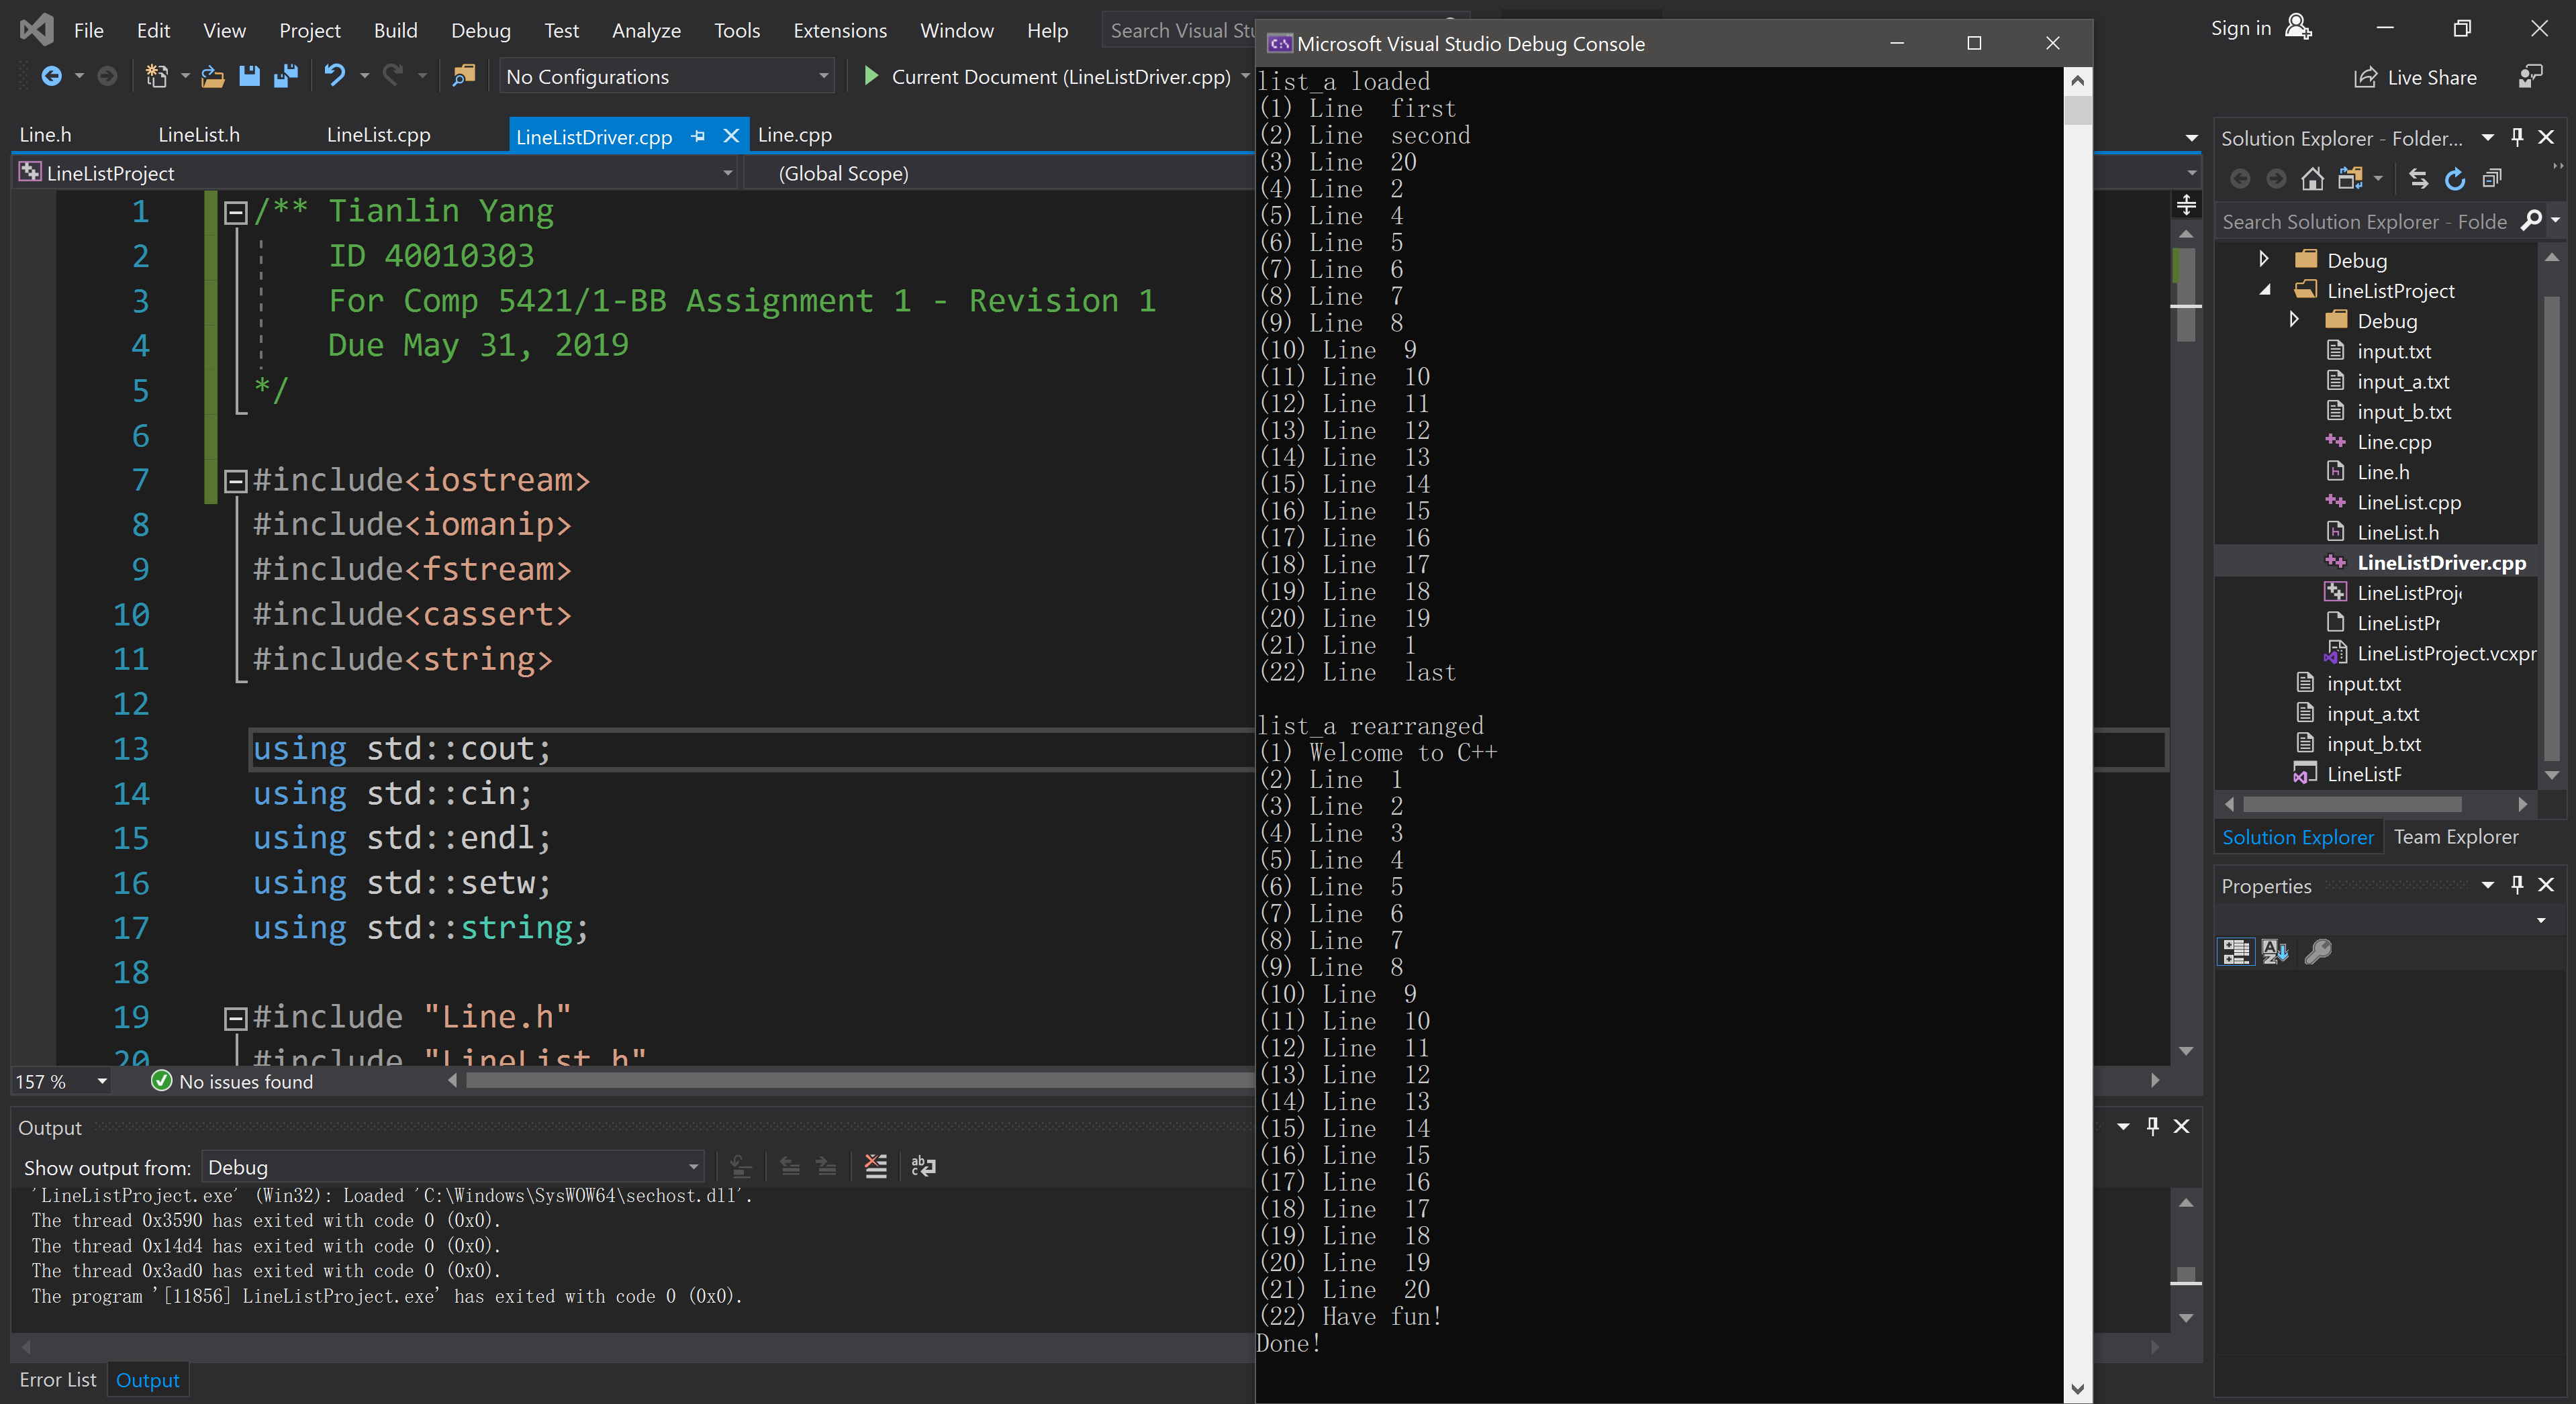 File Edit View Project Build Debug Test Analyze Tools Extensions Window Help Search Visual Stu
Sign in
No Configurations Current Document (LineListDriver.cpp)
Live Share
Line.h LineList.h LineList.cpp LineListDriver.cpp Line.cpp
LineListProject (Global Scope)
1 /** Tianlin Yang
2 ID 40010303
3 For Comp 5421/1-BB Assignment 1 - Revision 1
4 Due May 31, 2019
5 */
6
7 #include<iostream>
8 #include<iomanip>
9 #include<fstream>
10 #include<cassert>
11 #include<string>
12
13 using std::cout;
14 using std::cin;
15 using std::endl;
16 using std::setw;
17 using std::string;
18
19 #include "Line.h"
20 #include "LineList.h"
157 % No issues found
Output
Show output from: Debug
'LineListProject.exe' (Win32): Loaded 'C:\Windows\SysWOW64\sechost.dll'.
The thread 0x3590 has exited with code 0 (0x0).
The thread 0x14d4 has exited with code 0 (0x0).
The thread 0x3ad0 has exited with code 0 (0x0).
The program '[11856] LineListProject.exe' has exited with code 0 (0x0).
Error List Output
Microsoft Visual Studio Debug Console
list_a loaded
(1) Line  first
(2) Line  second
(3) Line  20
(4) Line  2
(5) Line  4
(6) Line  5
(7) Line  6
(8) Line  7
(9) Line  8
(10) Line  9
(11) Line  10
(12) Line  11
(13) Line  12
(14) Line  13
(15) Line  14
(16) Line  15
(17) Line  16
(18) Line  17
(19) Line  18
(20) Line  19
(21) Line  1
(22) Line  last
list_a rearranged
(1) Welcome to C++
(2) Line  1
(3) Line  2
(4) Line  3
(5) Line  4
(6) Line  5
(7) Line  6
(8) Line  7
(9) Line  8
(10) Line  9
(11) Line  10
(12) Line  11
(13) Line  12
(14) Line  13
(15) Line  14
(16) Line  15
(17) Line  16
(18) Line  17
(19) Line  18
(20) Line  19
(21) Line  20
(22) Have fun!
Done!
Solution Explorer - Folder...
Search Solution Explorer - Folde
Debug
LineListProject
Debug
input.txt
input_a.txt
input_b.txt
Line.cpp
Line.h
LineList.cpp
LineList.h
LineListDriver.cpp
LineListProj
LineListPr
LineListProject.vcxpr
input.txt
input_a.txt
input_b.txt
LineListF
Solution Explorer Team Explorer
Properties